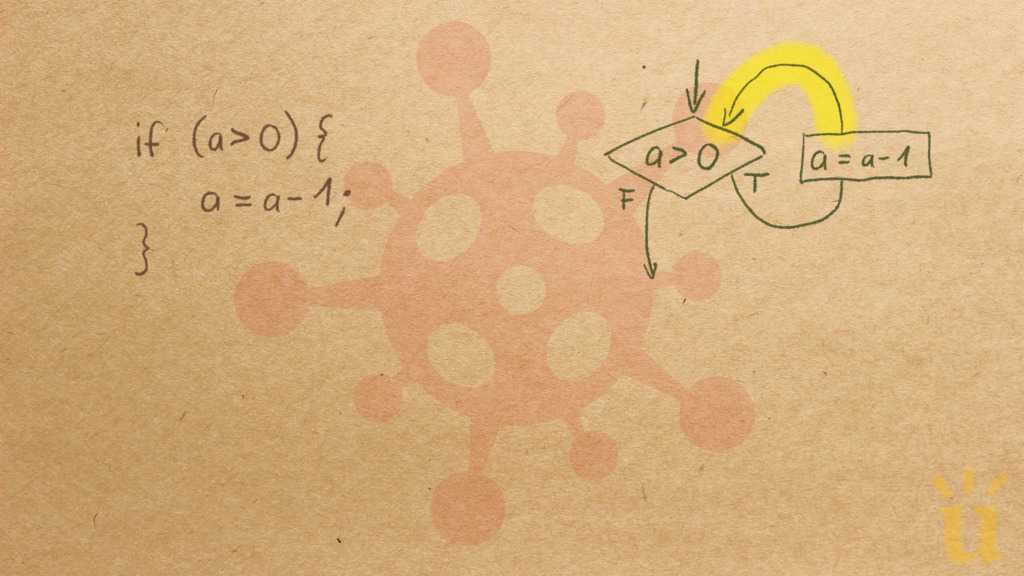 if (a>0) {
a = a-1;
}
a > 0
F
T
a = a-1
ü